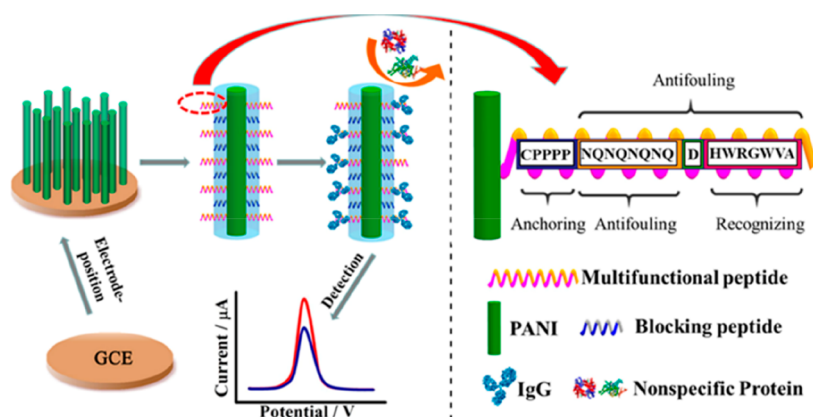 Electrode-
position
GCE
Detection
Current / μA
Potential / V
Antifouling
CPPPP
NQNQNQNQ
D
HWRGWVA
Anchoring
Antifouling
Recognizing
Multifunctional peptide
PANI
Blocking peptide
IgG
Nonspecific Protein